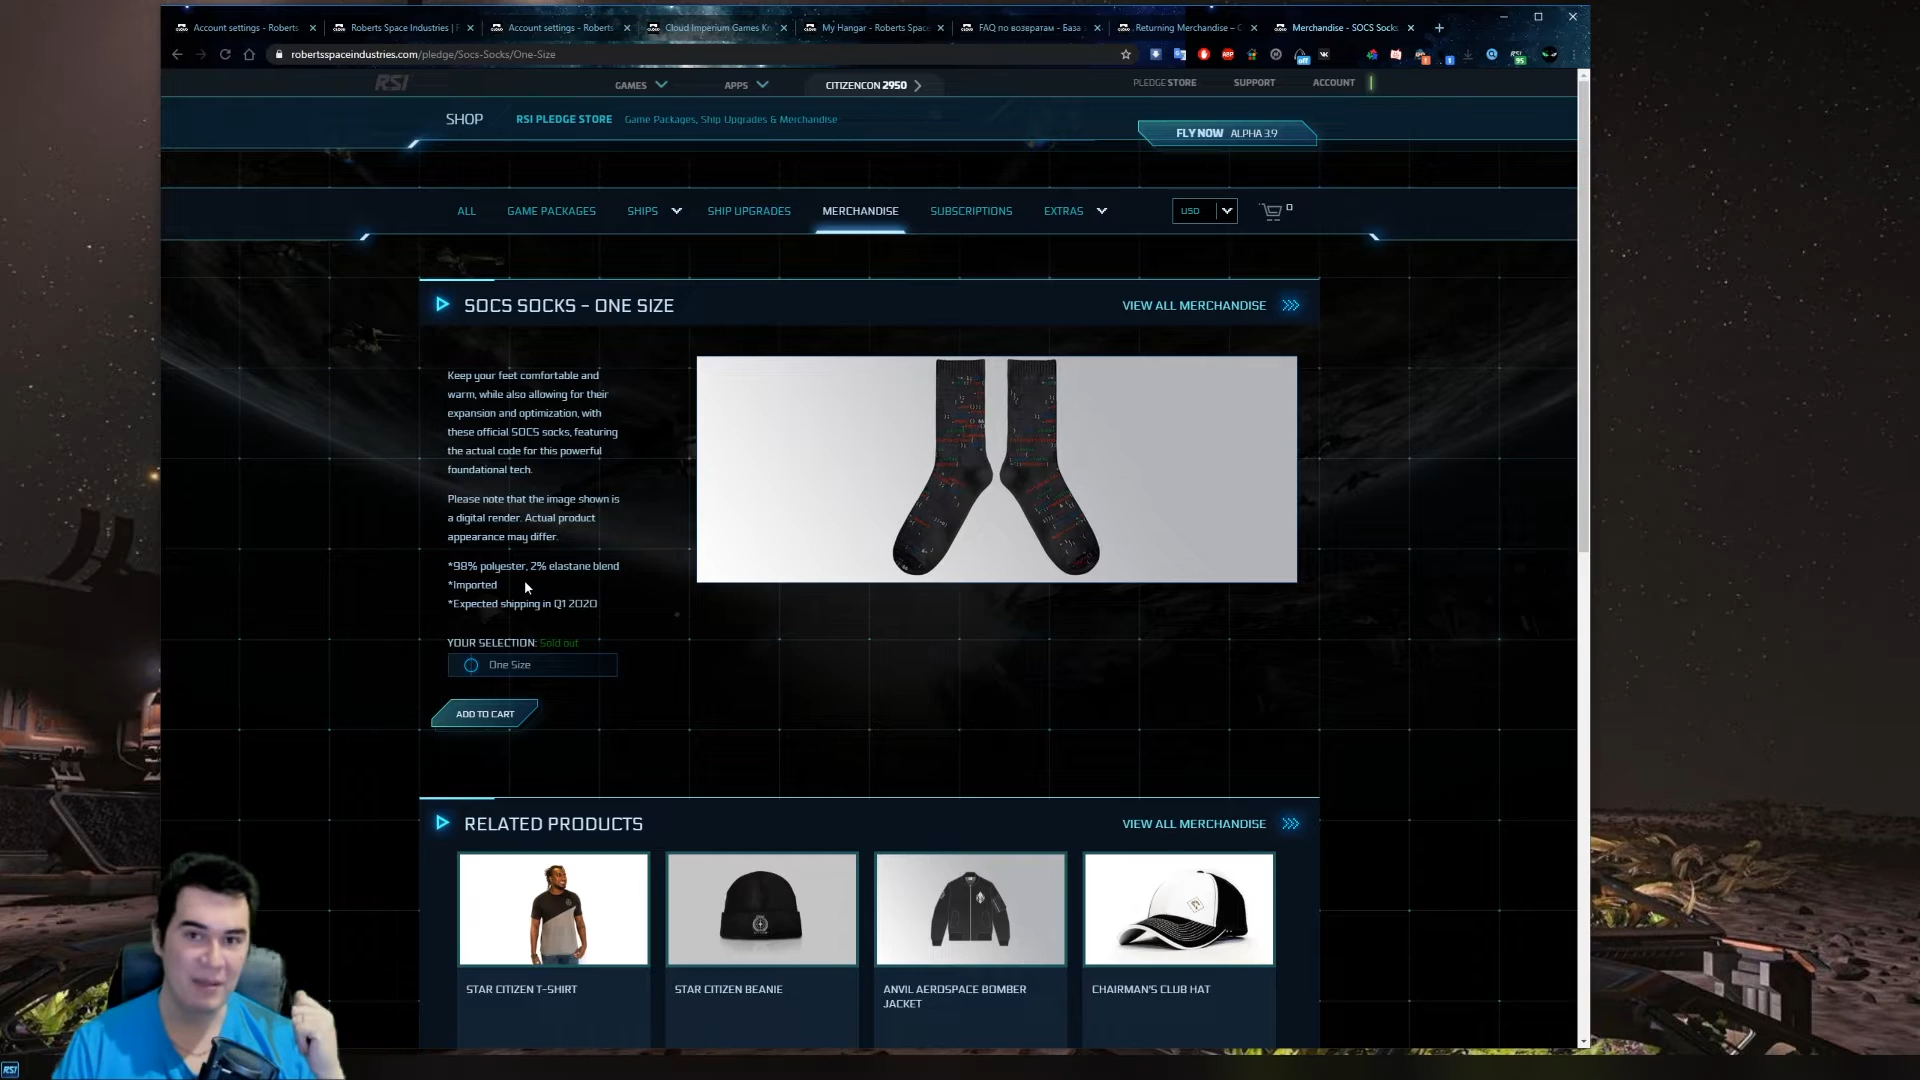 Account settings - Roberts
Roberts Space Industries | F
Account settings - Roberts
Cloud Imperium Games Kn
My Hangar - Roberts Space
FAQ по возвратам - База з
Returning Merchandise – C
Merchandise - SOCS Socks
robertsspaceindustries.com/pledge/Socs-Socks/One-Size
RSI
GAMES
APPS
CITIZENCON 2950
PLEDGE STORE
SUPPORT
ACCOUNT
SHOP
RSI PLEDGE STORE
Game Packages, Ship Upgrades & Merchandise
FLY NOW ALPHA 3.9
ALL
GAME PACKAGES
SHIPS
SHIP UPGRADES
MERCHANDISE
SUBSCRIPTIONS
EXTRAS
USD
0
SOCS SOCKS - ONE SIZE
VIEW ALL MERCHANDISE
Keep your feet comfortable and
warm, while also allowing for their
expansion and optimization, with
these official SOCS socks, featuring
the actual code for this powerful
foundational tech.
Please note that the image shown is
a digital render. Actual product
appearance may differ.
*98% polyester, 2% elastane blend
*Imported
*Expected shipping in Q1 2020
YOUR SELECTION: Sold out
One Size
ADD TO CART
RELATED PRODUCTS
VIEW ALL MERCHANDISE
STAR CITIZEN T-SHIRT
STAR CITIZEN BEANIE
ANVIL AEROSPACE BOMBER
JACKET
CHAIRMAN'S CLUB HAT
RSI